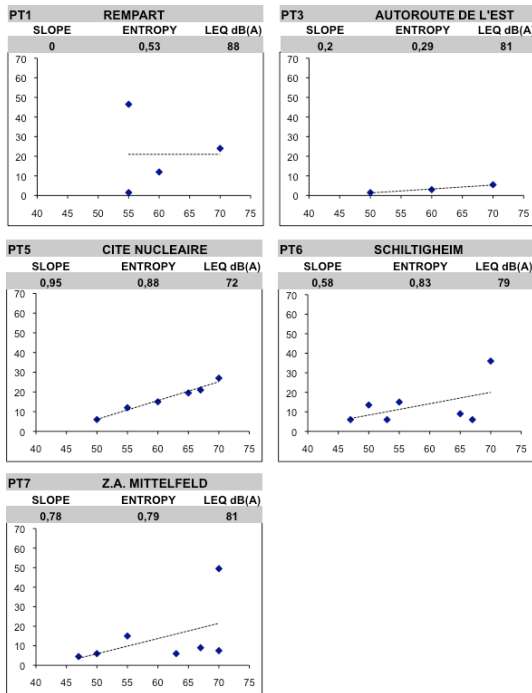 PT1 REMPART
SLOPE ENTROPY LEQ dB(A)
0 0,53 88
70
60
50
40
30
20
10
0
40 45 50 55 60 65 70 75
PT3 AUTOROUTE DE L'EST
SLOPE ENTROPY LEQ dB(A)
0,2 0,29 81
70
60
50
40
30
20
10
0
40 45 50 55 60 65 70 75
PT5 CITE NUCLEAIRE
SLOPE ENTROPY LEQ dB(A)
0,95 0,88 72
70
60
50
40
30
20
10
0
40 45 50 55 60 65 70 75
PT6 SCHILTIGHEIM
SLOPE ENTROPY LEQ dB(A)
0,58 0,83 79
70
60
50
40
30
20
10
0
40 45 50 55 60 65 70 75
PT7 Z.A. MITTELFELD
SLOPE ENTROPY LEQ dB(A)
0,78 0,79 81
70
60
50
40
30
20
10
0
40 45 50 55 60 65 70 75